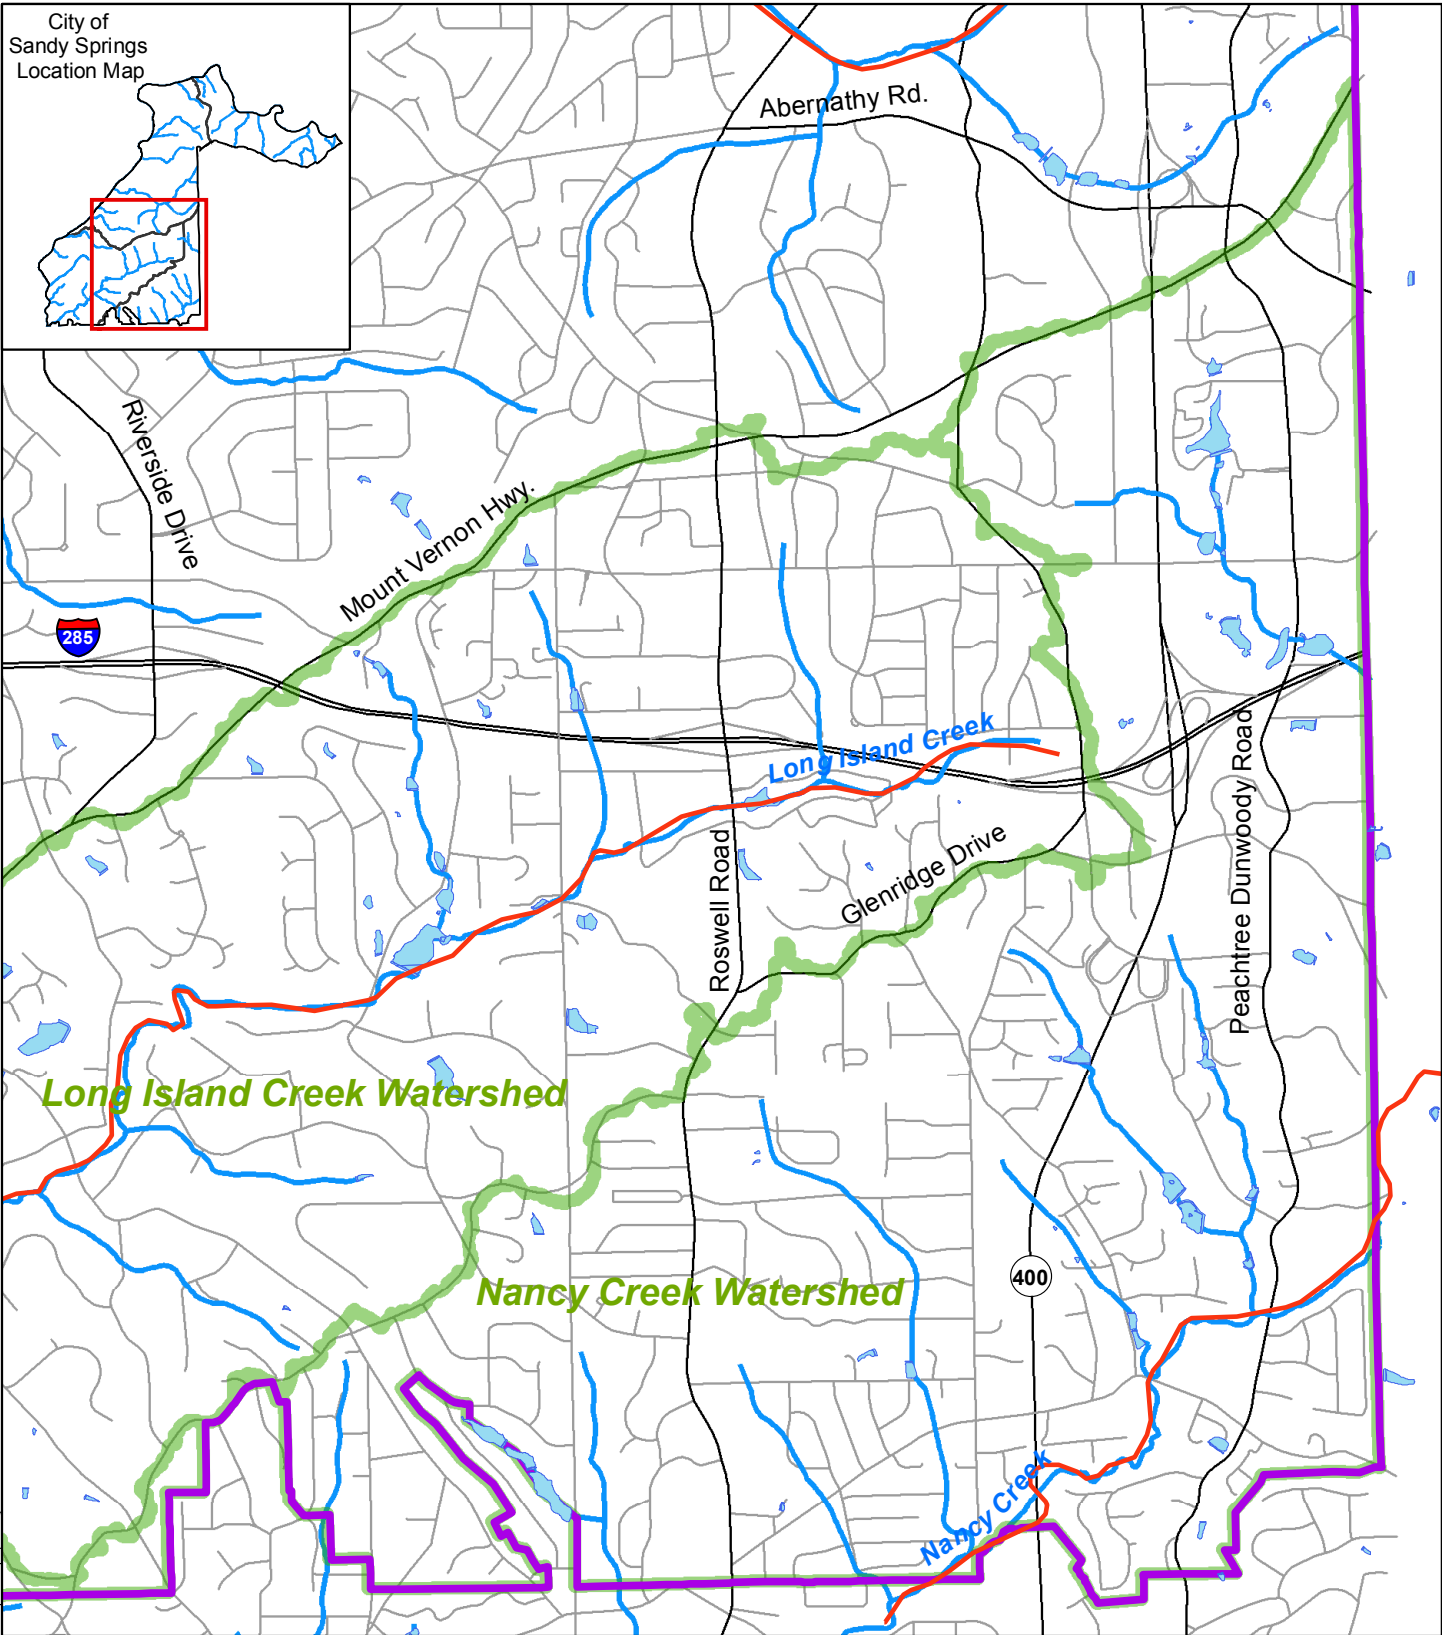 City of
Sandy Springs
Location Map
Abernathy Rd.
Riverside Drive
Mount Vernon Hwy.
285
Long Island Creek
Roswell Road
Glenridge Drive
Peachtree Dunwoody Road
Long Island Creek Watershed
400
Nancy Creek Watershed
Nancy Creek